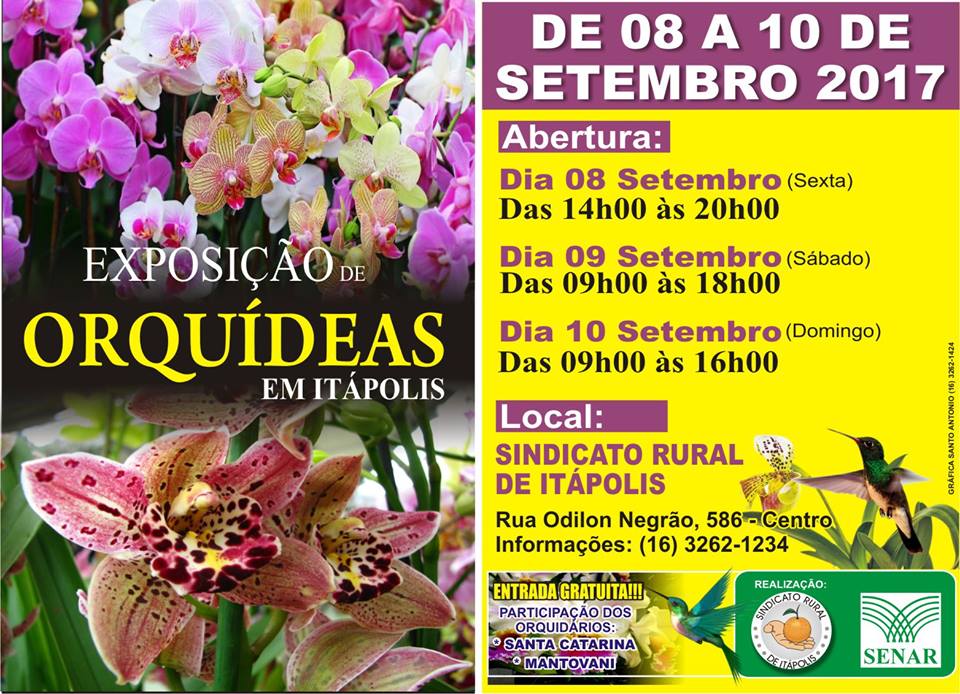 EXPOSIÇÃO DE
ORQUÍDEAS
EM ITÁPOLIS
DE 08 A 10 DE
SETEMBRO 2017
Abertura:
Dia 08 Setembro (Sexta)
Das 14h00 às 20h00
Dia 09 Setembro (Sábado)
Das 09h00 às 18h00
Dia 10 Setembro (Domingo)
Das 09h00 às 16h00
Local:
SINDICATO RURAL
DE ITÁPOLIS
Rua Odilon Negrão, 586 - Centro
Informações: (16) 3262-1234
GRÁFICA SANTO ANTONIO (16) 3262-1424
ENTRADA GRATUITA!!!
PARTICIPAÇÃO DOS
ORQUIDÁRIOS:
* SANTA CATARINA
* MANTOVANI
REALIZAÇÃO:
SINDICATO RURAL
DE ITÁPOLIS
SENAR